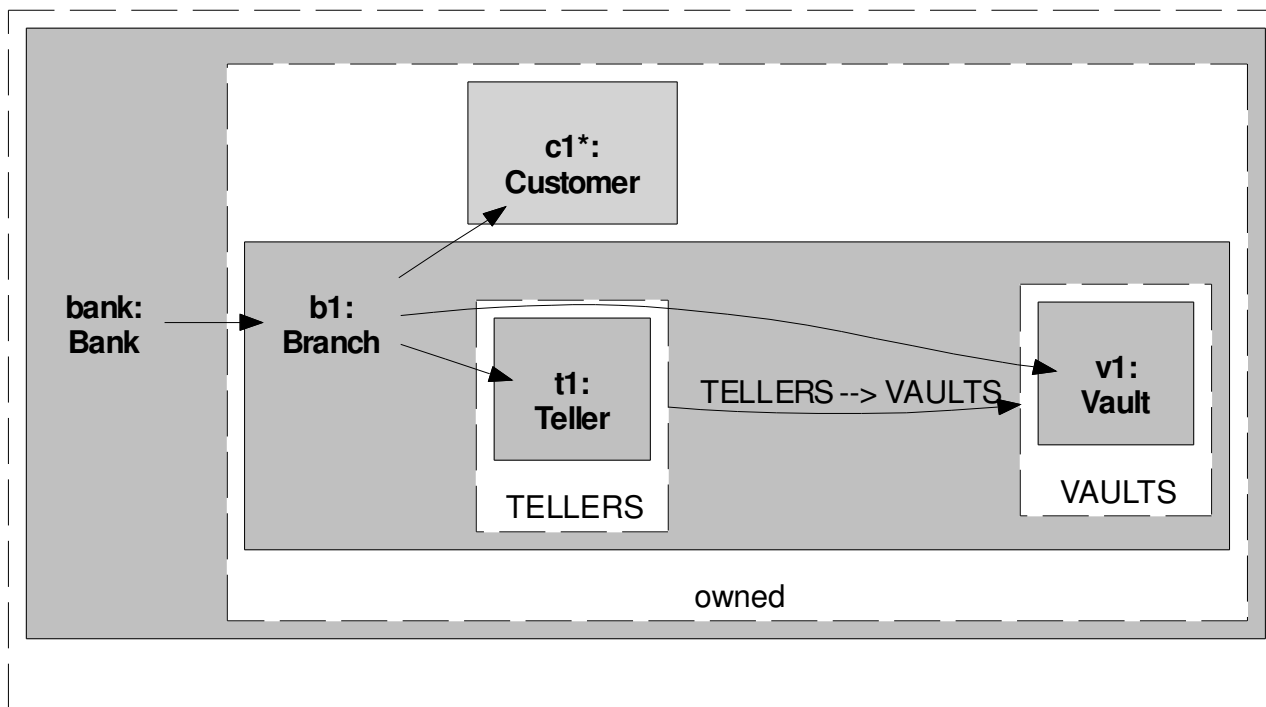 c1*:
Customer
bank:
Bank
b1:
Branch
t1:
Teller
TELLERS --> VAULTS
v1:
Vault
TELLERS
VAULTS
owned